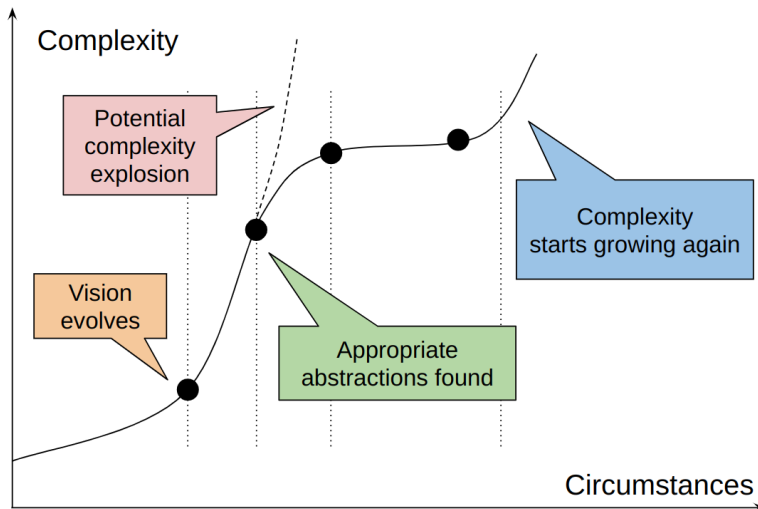 Complexity
Potential
complexity
explosion
Complexity
starts growing again
Vision
evolves
Appropriate
abstractions found
Circumstances